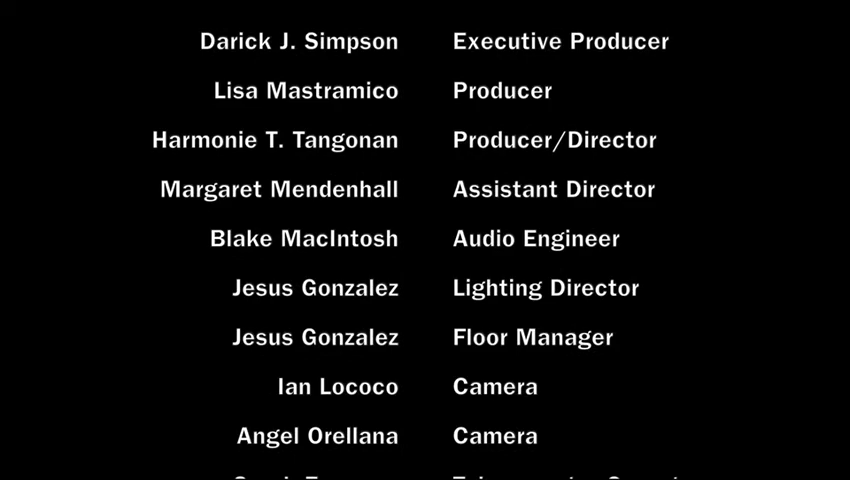 Darick J. Simpson Executive Producer
Lisa Mastramico Producer
Harmonie T. Tangonan Producer/Director
Margaret Mendenhall Assistant Director
Blake MacIntosh Audio Engineer
Jesus Gonzalez Lighting Director
Jesus Gonzalez Floor Manager
Ian Lococo Camera
Angel Orellana Camera